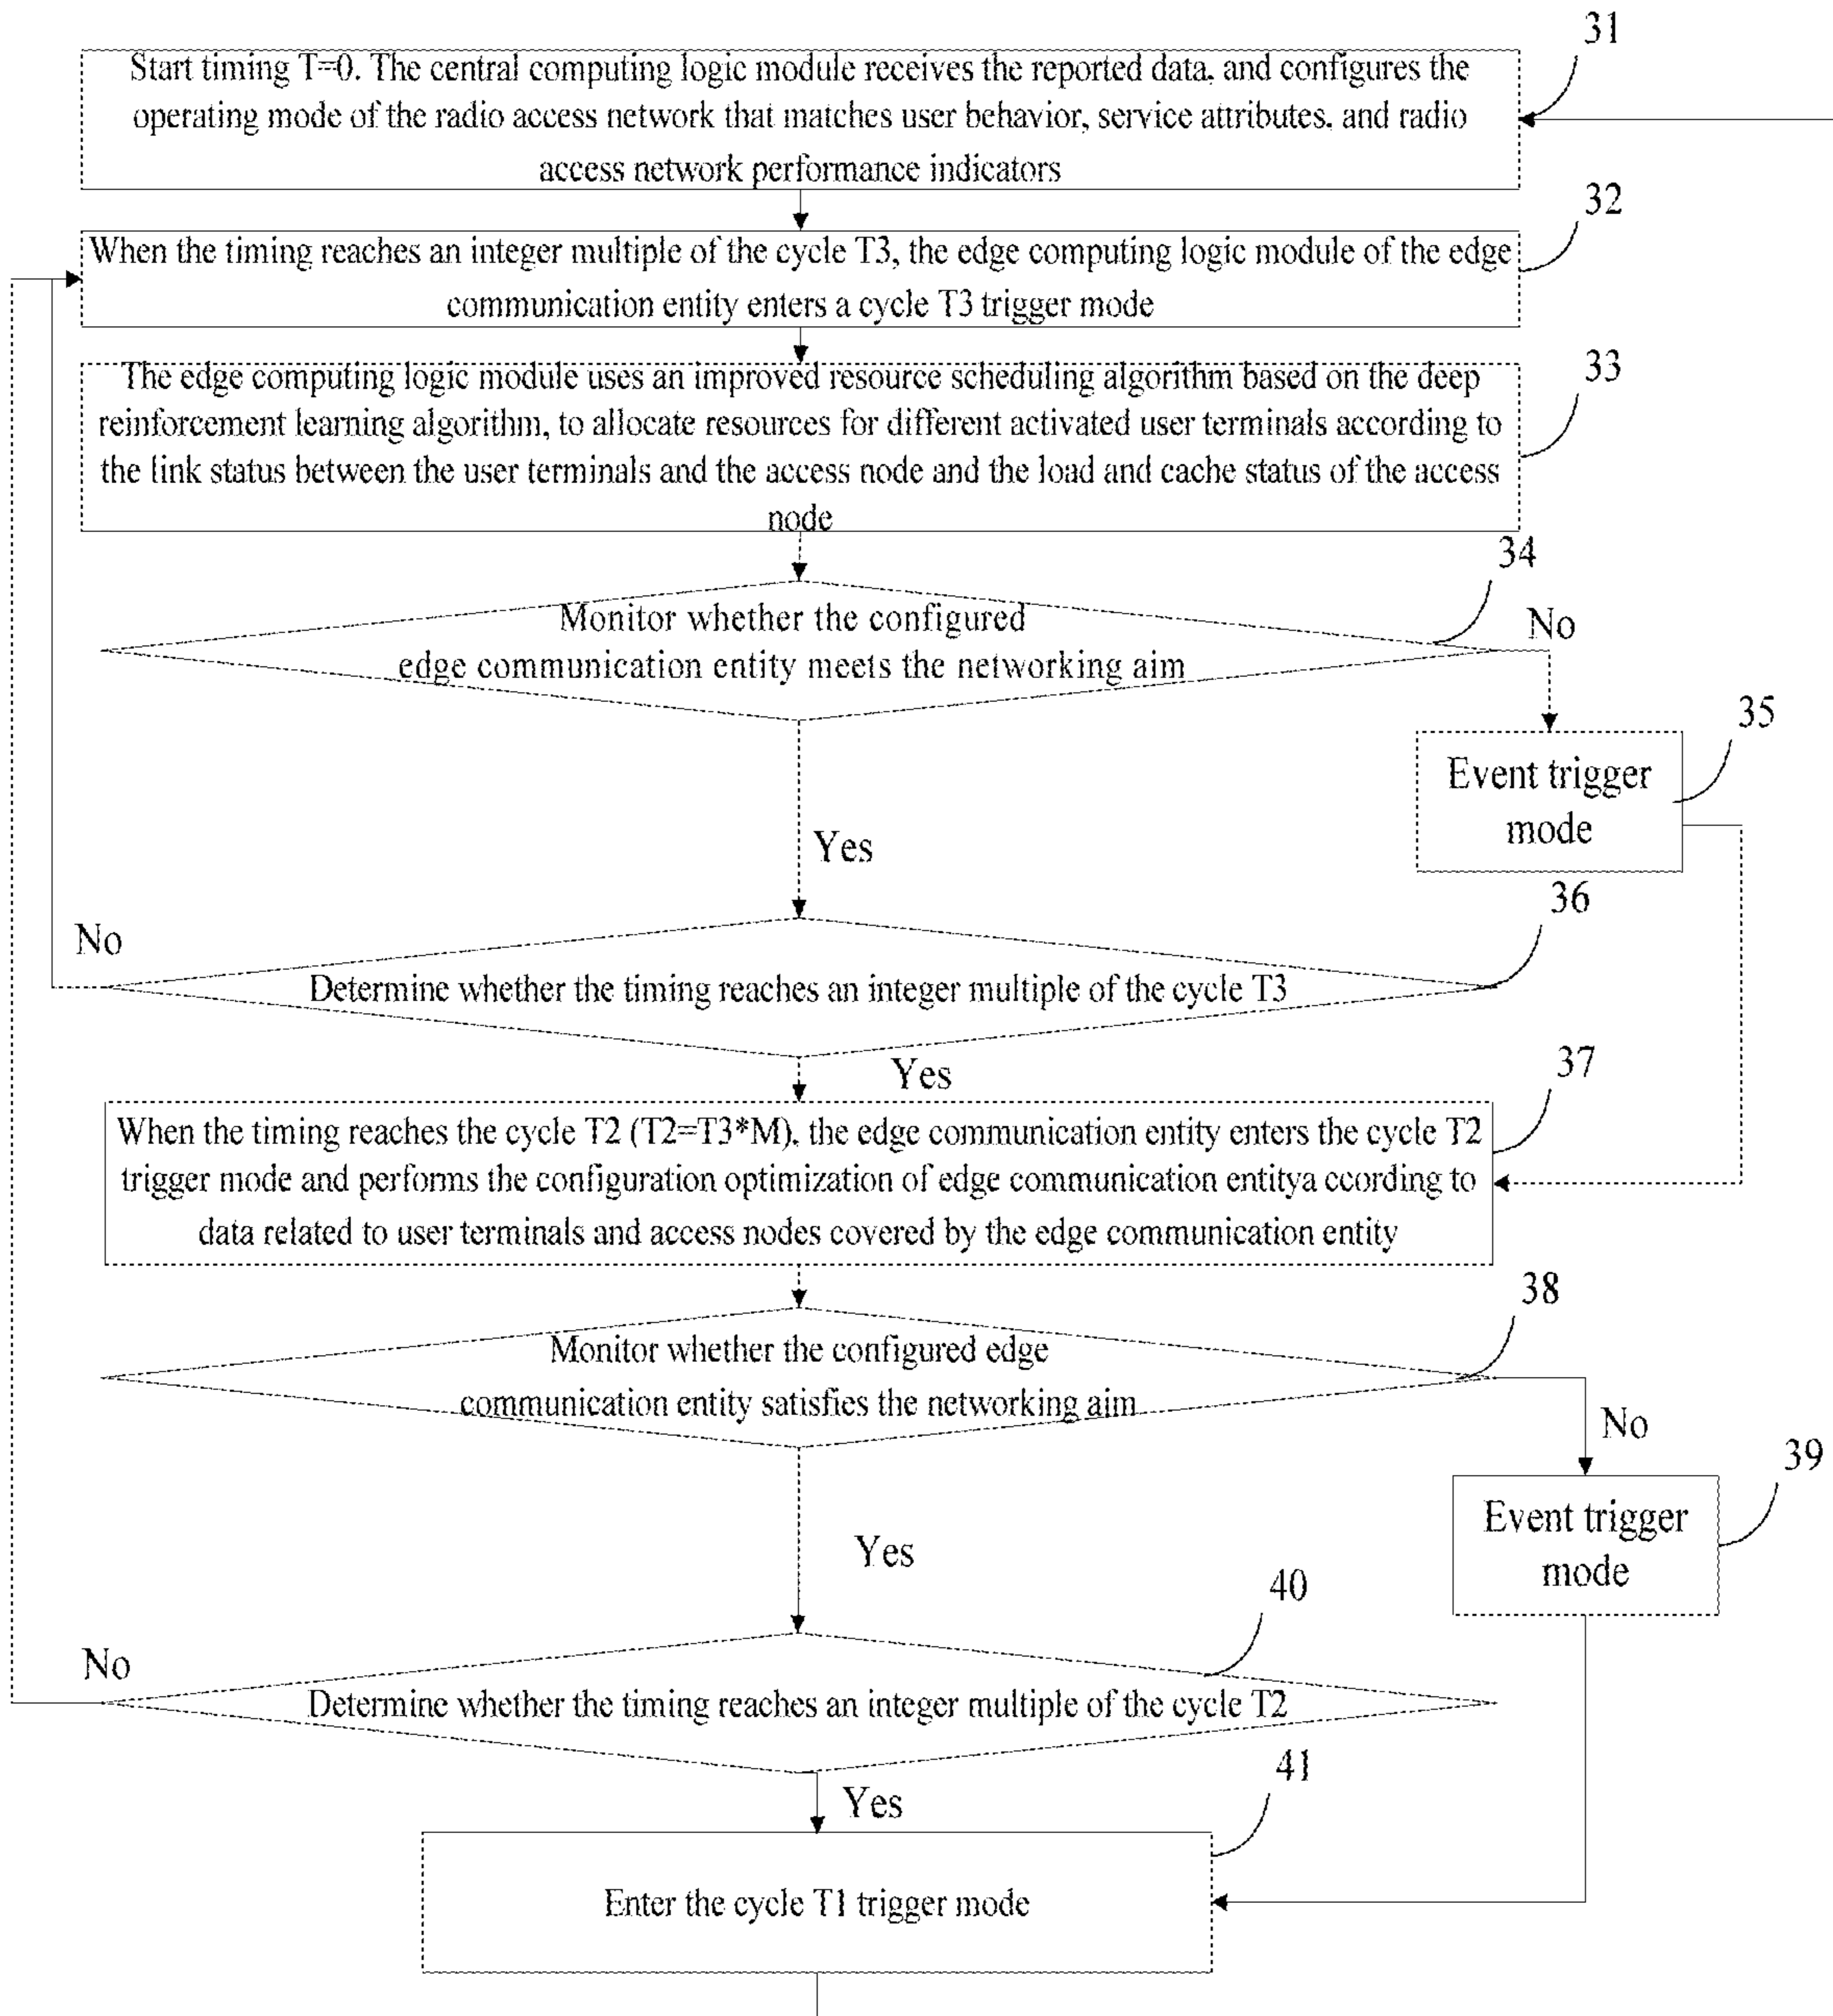 31
Start timing T=0. The central computing logic module receives the reported data, and configures the
operating mode of the radio access network that matches user behavior, service attributes, and radio
access network performance indicators
32
When the timing reaches an integer multiple of the cycle T3, the edge computing logic module of the edge
communication entity enters a cycle T3 trigger mode
33
The edge computing logic module uses an improved resource scheduling algorithm based on the deep
reinforcement learning algorithm, to allocate resources for different activated user terminals according to
the link status between the user terminals and the access node and the load and cache status of the access
node
34
Monitor whether the configured
edge communication entity meets the networking aim
No
35
Event trigger
mode
Yes
36
No
Determine whether the timing reaches an integer multiple of the cycle T3
Yes
37
When the timing reaches the cycle T2 (T2=T3*M), the edge communication entity enters the cycle T2
trigger mode and performs the configuration optimization of edge communication entitya ccording to
data related to user terminals and access nodes covered by the edge communication entity
38
Monitor whether the configured edge
communication entity satisfies the networking aim
No
39
Event trigger
mode
Yes
40
No
Determine whether the timing reaches an integer multiple of the cycle T2
41
Yes
Enter the cycle T1 trigger mode